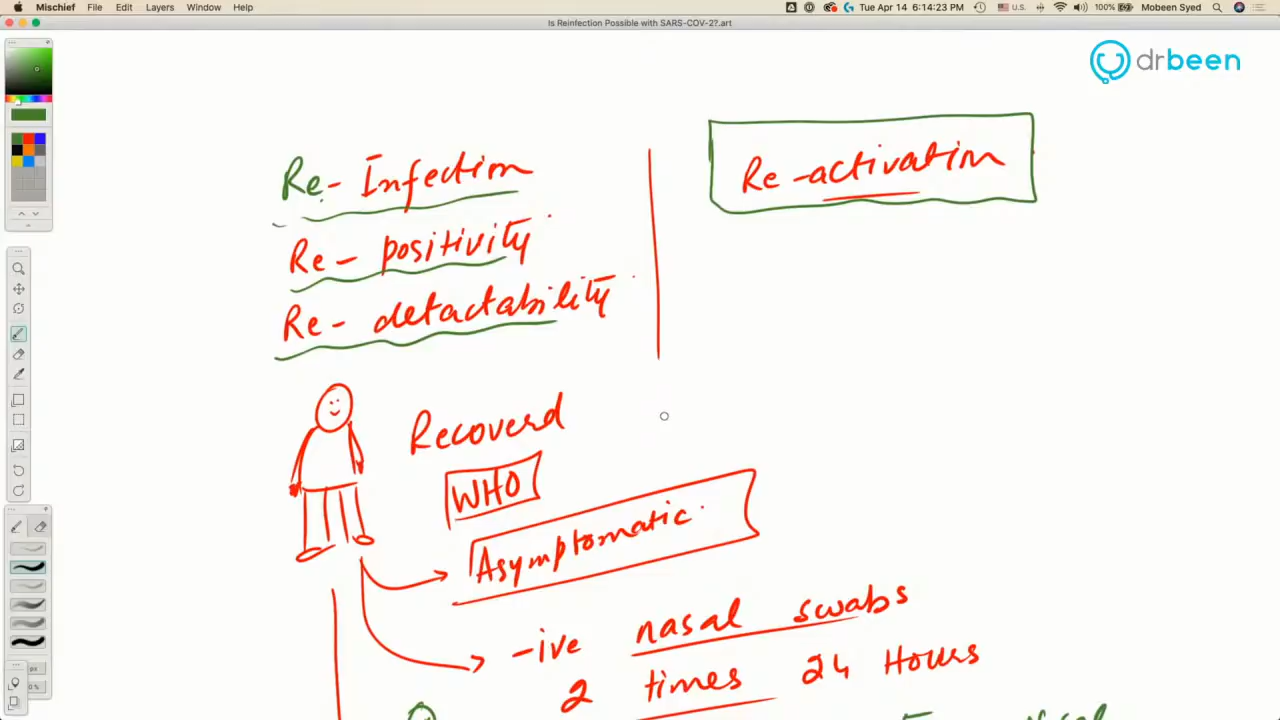 Mischief File Edit Layers Window Help
Tue Apr 14 6:14:23 PM U.S. 100% Mobeen Syed
Is Reinfection Possible with SARS-COV-2?.art
drbeen
Re-Infection
Re-activation
Re-positivity
Re-detactability
Recoverd
WHO
Asymptomatic
-ive nasal swabs
2 times 24 Hours